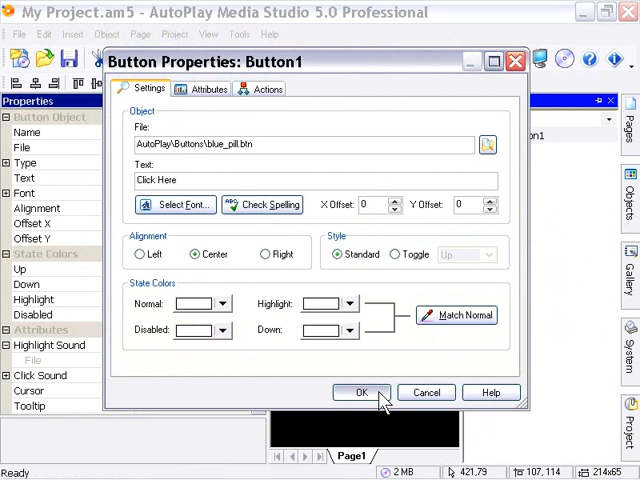 My Project.am5 - AutoPlay Media Studio 5.0 Professional
File Edit Insert Object Page Project View Tools Help
Button Properties: Button1
Properties
Settings
Attributes
Actions
Button Object
Name
File
Type
Text
Font
Alignment
Offset X
Offset Y
State Colors
Up
Down
Highlight
Disabled
Attributes
Highlight Sound
File
Click Sound
Cursor
Tooltip
Object
File:
AutoPlay\Buttons\blue_pill.btn
Text:
Click Here
Select Font...
ABC
Check Spelling
X Offset: 0
Y Offset: 0
Alignment
Left
Center
Right
Style
Standard
Toggle
Up
State Colors
Normal:
Highlight:
Disabled:
Down:
Match Normal
OK
Cancel
Help
Pages
Objects
Gallery
System
Project
Page1
Ready
2 MB
421,79
107, 114
214x65